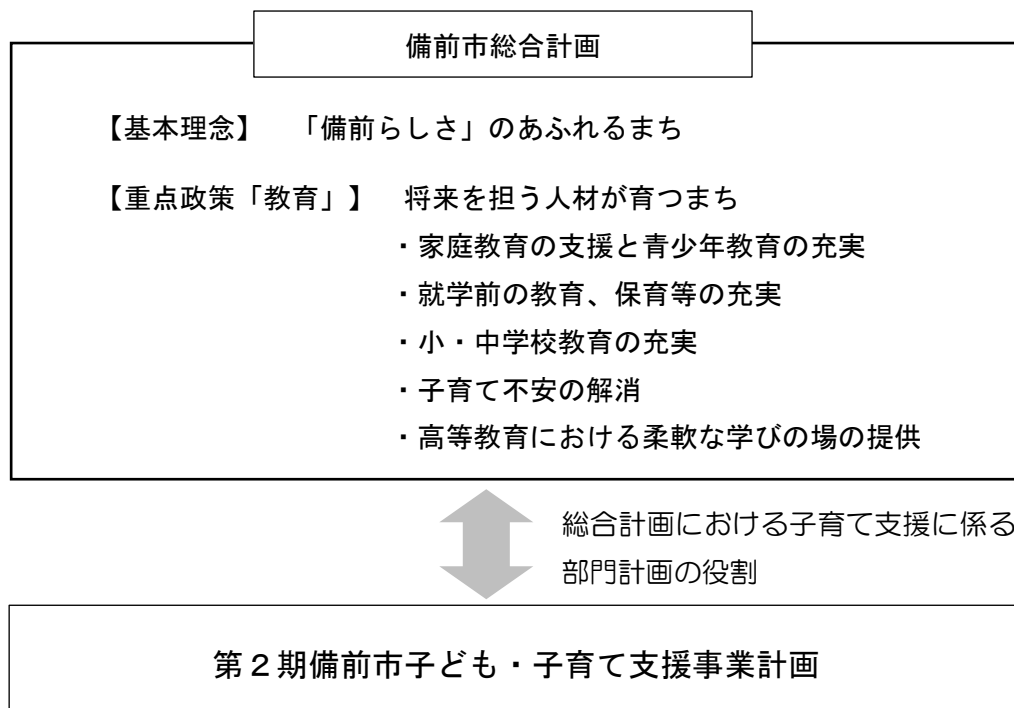 備前市総合計画
【基本理念】 「備前らしさ」のあふれるまち
【重点政策「教育」】 将来を担う人材が育つまち
・家庭教育の支援と青少年教育の充実
・就学前の教育、保育等の充実
・小・中学校教育の充実
・子育て不安の解消
・高等教育における柔軟な学びの場の提供
総合計画における子育て支援に係る
部門計画の役割
第２期備前市子ども・子育て支援事業計画